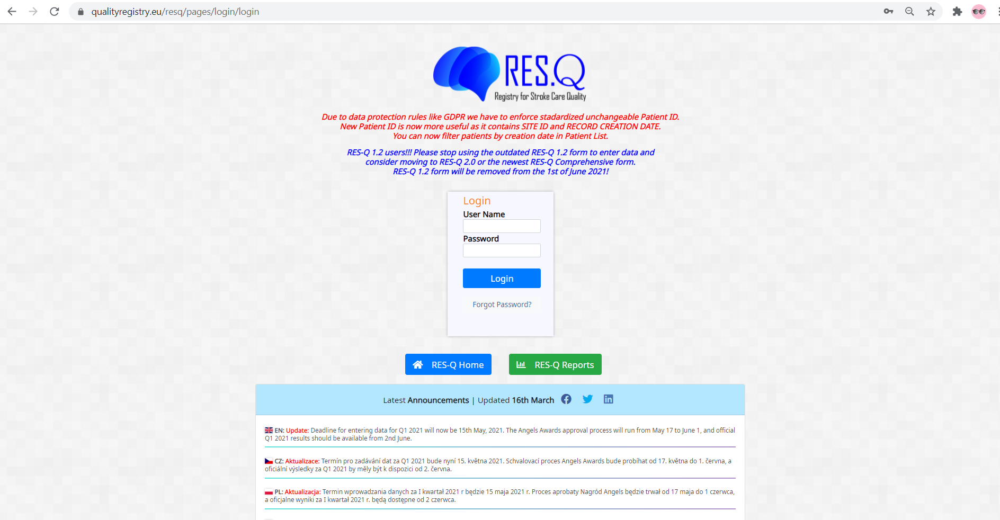 qualityregistry.eu/resq/pages/login/login
RES.Q
Registry for Stroke Care Quality
Due to data protection rules like GDPR we have to enforce stadardized unchangeable Patient ID.
New Patient ID is now more useful as it contains SITE ID and RECORD CREATION DATE.
You can now filter patients by creation date in Patient List.
RES-Q 1.2 users!!! Please stop using the outdated RES-Q 1.2 form to enter data and
consider moving to RES-Q 2.0 or the newest RES-Q Comprehensive form.
RES-Q 1.2 form will be removed from the 1st of June 2021!
Login
User Name
Password
Login
Forgot Password?
RES-Q Home
RES-Q Reports
Latest Announcements | Updated 16th March
EN: Update: Deadline for entering data for Q1 2021 will now be 15th May, 2021. The Angels Awards approval process will run from May 17 to June 1, and official
Q1 2021 results should be available from 2nd June.
CZ: Aktualizace: Termín pro zadávání dat za Q1 2021 bude nyní 15. května 2021. Schvalovací proces Angels Awards bude probíhat od 17. května do 1. června, a
oficiální výsledky za Q1 2021 by měly být k dispozici od 2. června.
PL: Aktualizacja: Termin wprowadzania danych za I kwartał 2021 r będzie 15 maja 2021 r. Proces aprobaty Nagród Angels będzie trwał od 17 maja do 1 czerwca,
a oficjalne wyniki za I kwartał 2021 r. będą dostępne od 2 czerwca.